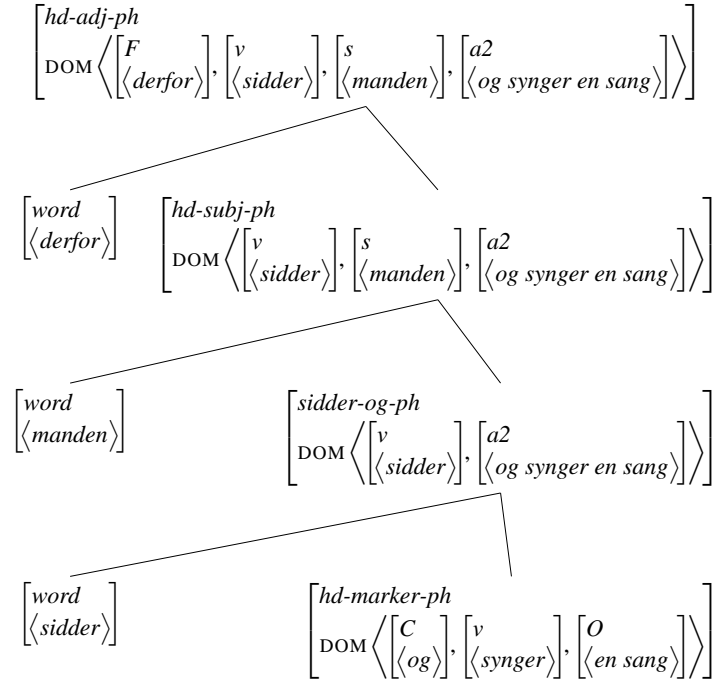 hd-adj-ph
DOM ⟨[F ⟨derfor⟩], [v ⟨sidder⟩], [s ⟨manden⟩], [a2 ⟨og synger en sang⟩]⟩
word
⟨derfor⟩
hd-subj-ph
DOM ⟨[v ⟨sidder⟩], [s ⟨manden⟩], [a2 ⟨og synger en sang⟩]⟩
word
⟨manden⟩
sidder-og-ph
DOM ⟨[v ⟨sidder⟩], [a2 ⟨og synger en sang⟩]⟩
word
⟨sidder⟩
hd-marker-ph
DOM ⟨[C ⟨og⟩], [v ⟨synger⟩], [O ⟨en sang⟩]⟩